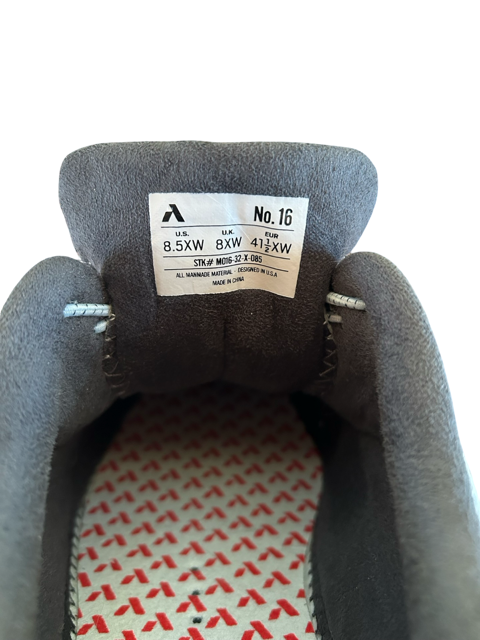 No. 16
U.S. U.K. EUR
8.5XW 8XW 41½XW
STK# M016-32-X-085
ALL MANMADE MATERIAL - DESIGNED IN U.S.A
MADE IN CHINA